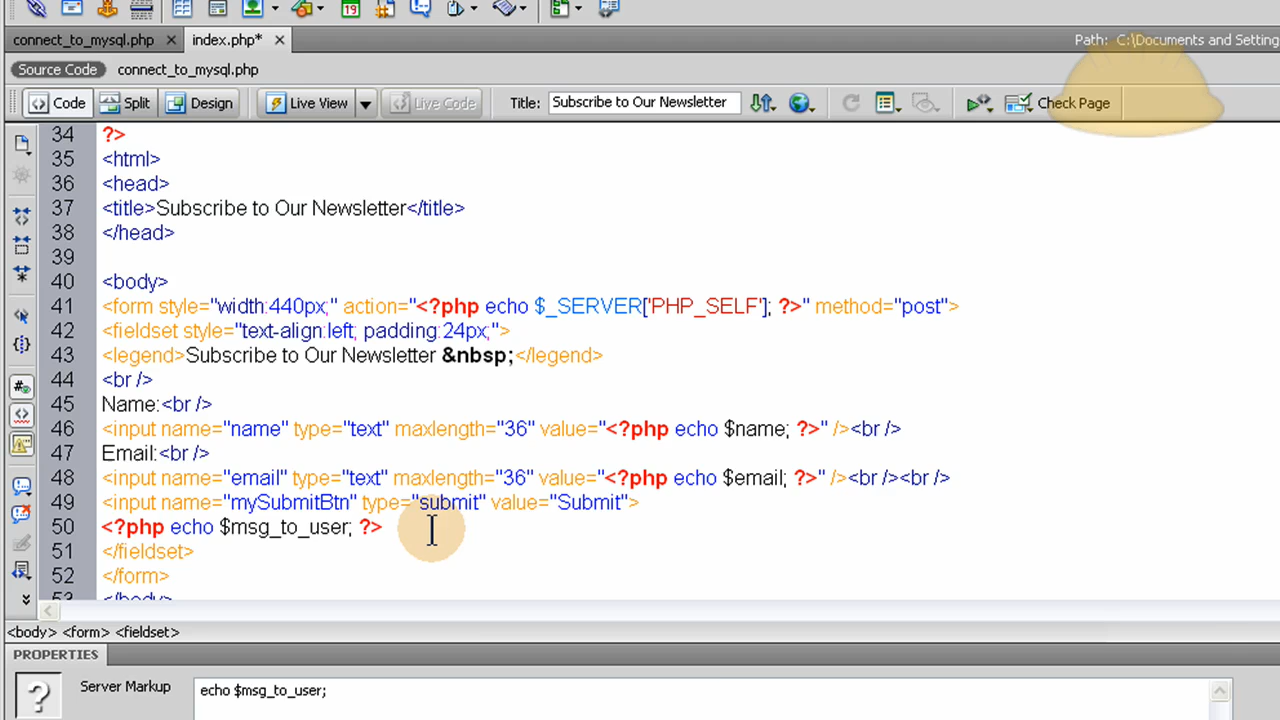 19
connect_to_mysql.php × index.php* × Path: C:\Documents and Setting
Source Code connect_to_mysql.php
Code Split Design Live View Live Code Title: Subscribe to Our Newsletter Check Page
34 ?>
35 <html>
36 <head>
37 <title>Subscribe to Our Newsletter</title>
38 </head>
39
40 <body>
41 <form style="width:440px;" action="<?php echo $_SERVER['PHP_SELF']; ?>" method="post">
42 <fieldset style="text-align:left; padding:24px;">
43 <legend>Subscribe to Our Newsletter &nbsp;</legend>
44 <br />
45 Name:<br />
46 <input name="name" type="text" maxlength="36" value="<?php echo $name; ?>" /><br />
47 Email:<br />
48 <input name="email" type="text" maxlength="36" value="<?php echo $email; ?>" /><br /><br />
49 <input name="mySubmitBtn" type="submit" value="Submit">
50 <?php echo $msg_to_user; ?>
51 </fieldset>
52 </form>
53 </body>
<body> <form> <fieldset>
PROPERTIES
? Server Markup echo $msg_to_user;